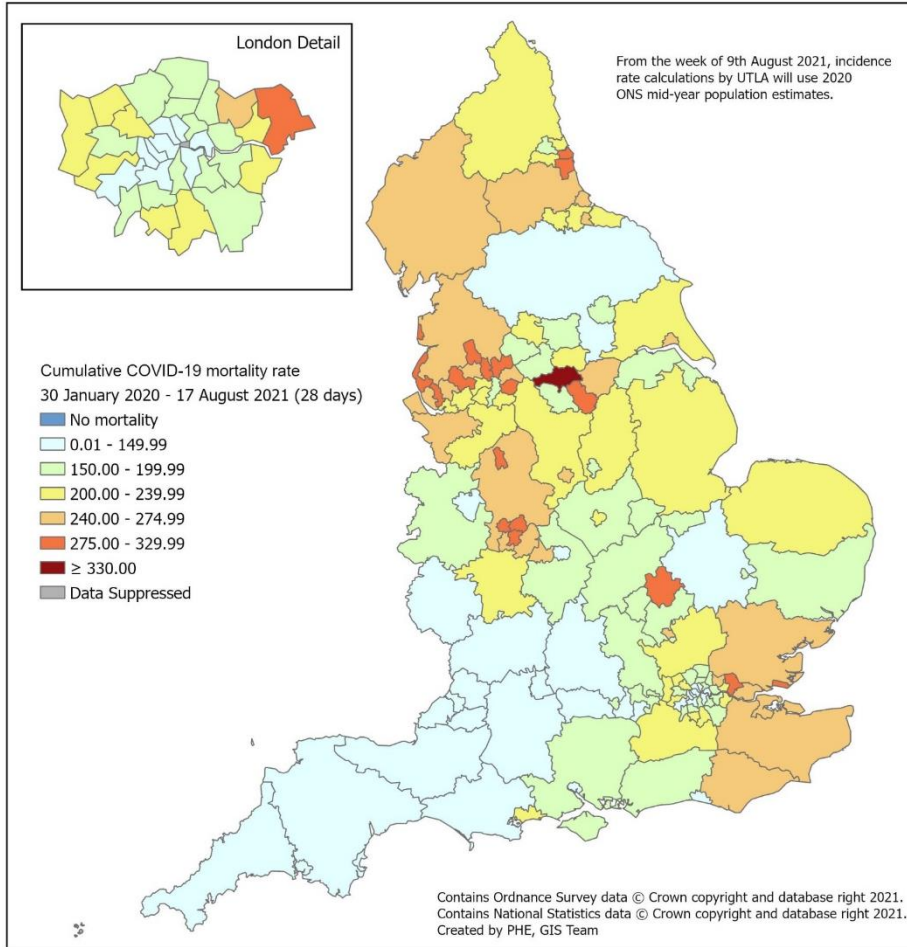 London Detail
From the week of 9th August 2021, incidence
rate calculations by UTLA will use 2020
ONS mid-year population estimates.
Cumulative COVID-19 mortality rate
30 January 2020 - 17 August 2021 (28 days)
No mortality
0.01 - 149.99
150.00 - 199.99
200.00 - 239.99
240.00 - 274.99
275.00 - 329.99
≥ 330.00
Data Suppressed
Contains Ordnance Survey data © Crown copyright and database right 2021.
Contains National Statistics data © Crown copyright and database right 2021.
Created by PHE, GIS Team